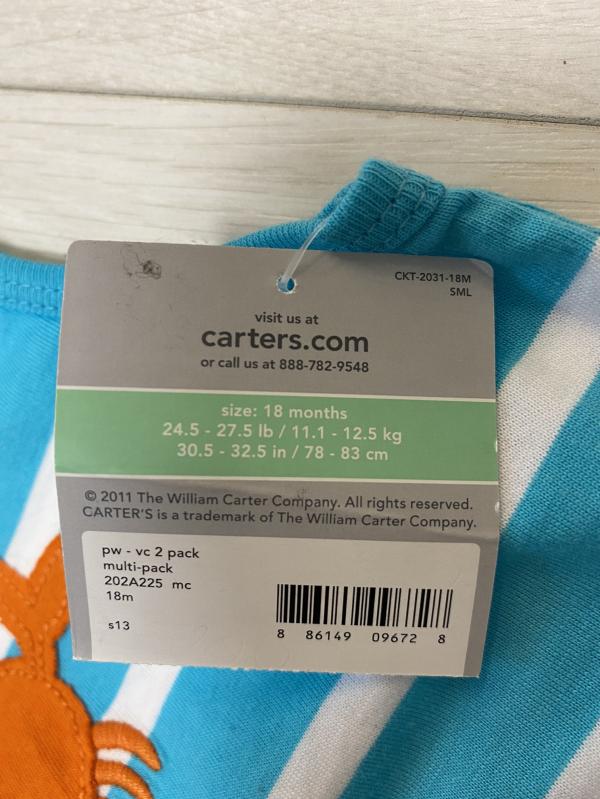 CKT-2031-18M
SML
visit us at
carters.com
or call us at 888-782-9548
size: 18 months
24.5 - 27.5 lb / 11.1 - 12.5 kg
30.5 - 32.5 in / 78 - 83 cm
© 2011 The William Carter Company. All rights reserved.
CARTER'S is a trademark of The William Carter Company.
pw - vc 2 pack
multi-pack
202A225 mc
18m
s13
8 86149 09672 8